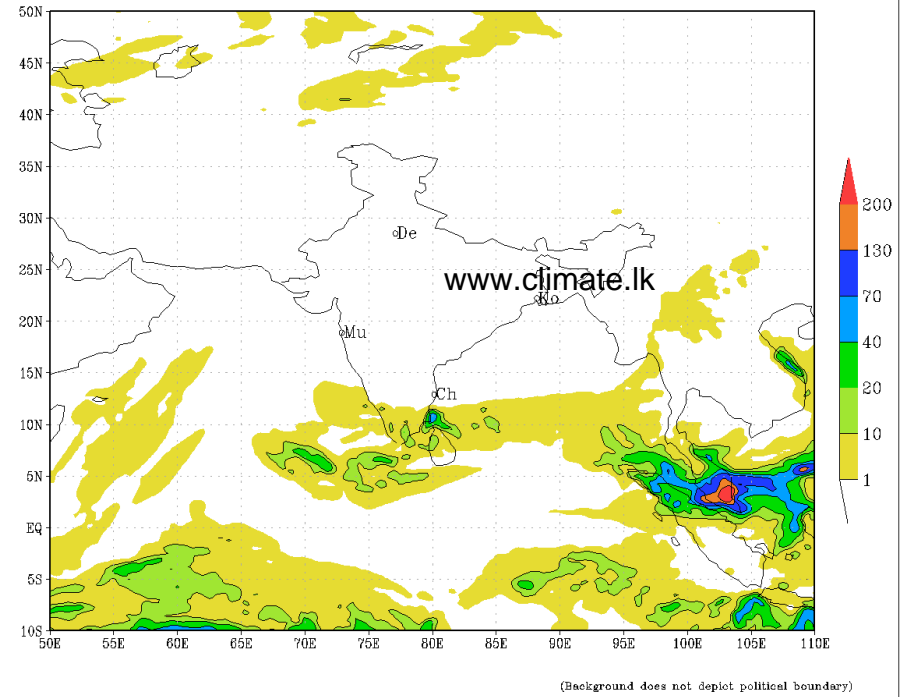 50N
45N
40N
35N
30N
25N
20N
15N
10N
5N
EQ
5S
10S
50E 55E 60E 65E 70E 75E 80E 85E 90E 95E 100E 105E 110E
De
www.climate.lk
Ko
Mu
Ch
200
130
70
40
20
10
1
(Background does not depict political boundary)